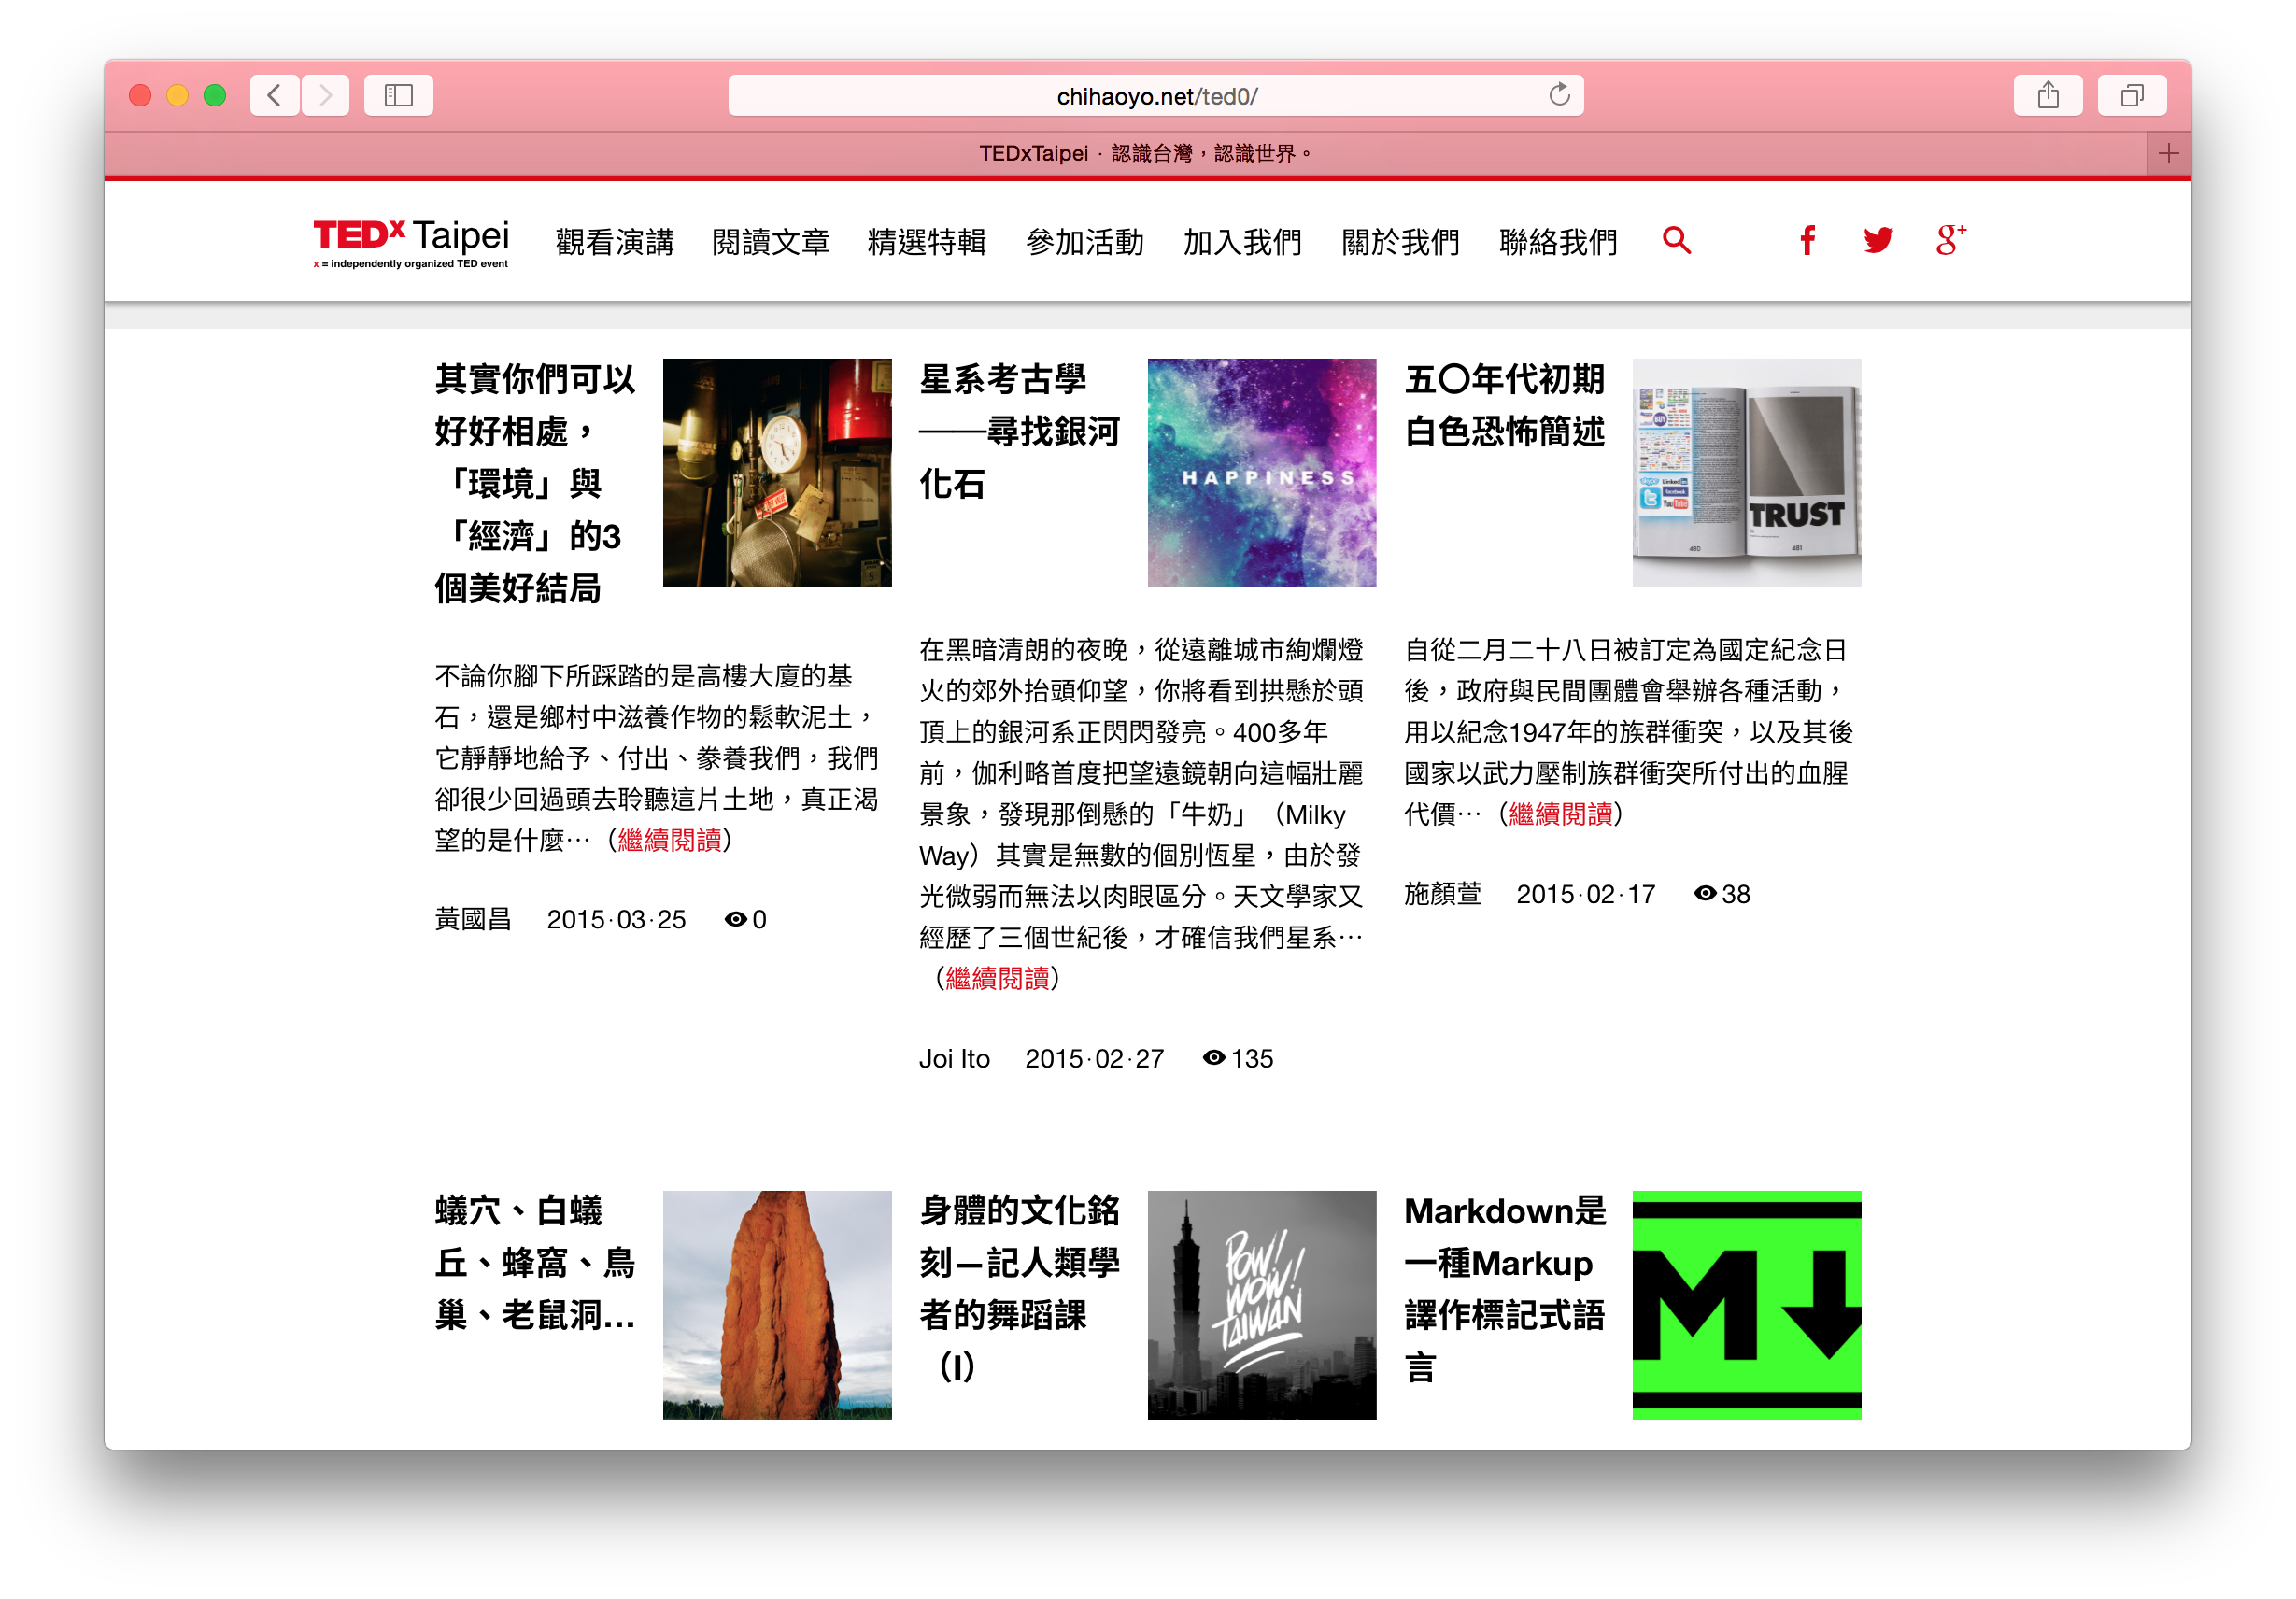 chihaoyo.net/ted0/
TEDxTaipei · 認識台灣，認識世界。
TEDx Taipei
x = independently organized TED event
觀看演講 閱讀文章 精選特輯 參加活動 加入我們 關於我們 聯絡我們
其實你們可以
好好相處，
「環境」與
「經濟」的3
個美好結局
不論你腳下所踩踏的是高樓大廈的基
石，還是鄉村中滋養作物的鬆軟泥土，
它靜靜地給予、付出、豢養我們，我們
卻很少回過頭去聆聽這片土地，真正渴
望的是什麼⋯（繼續閱讀）
黃國昌 2015·03·25 0
星系考古學
——尋找銀河
化石
HAPPINESS
在黑暗清朗的夜晚，從遠離城市絢爛燈
火的郊外抬頭仰望，你將看到拱懸於頭
頂上的銀河系正閃閃發亮。400多年
前，伽利略首度把望遠鏡朝向這幅壯麗
景象，發現那倒懸的「牛奶」（Milky
Way）其實是無數的個別恆星，由於發
光微弱而無法以肉眼區分。天文學家又
經歷了三個世紀後，才確信我們星系⋯
（繼續閱讀）
Joi Ito 2015·02·27 135
五〇年代初期
白色恐怖簡述
LinkedIn
facebook
YouTube
TRUST
480 481
自從二月二十八日被訂定為國定紀念日
後，政府與民間團體會舉辦各種活動，
用以紀念1947年的族群衝突，以及其後
國家以武力壓制族群衝突所付出的血腥
代價⋯（繼續閱讀）
施顏萱 2015·02·17 38
蟻穴、白蟻
丘、蜂窩、鳥
巢、老鼠洞...
身體的文化銘
刻—記人類學
者的舞蹈課
（I）
POW!
WOW!
TAIWAN
Markdown是
一種Markup
譯作標記式語
言
M